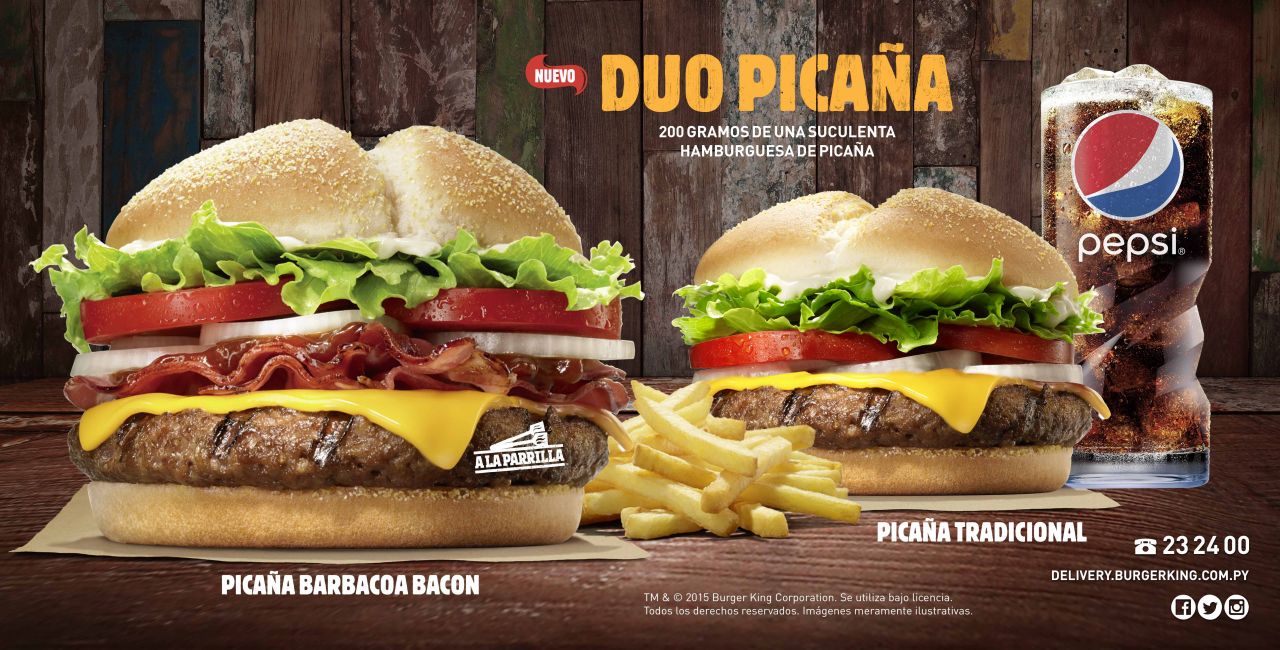 NUEVO
DUO PICAÑA
200 GRAMOS DE UNA SUCULENTA
HAMBURGUESA DE PICAÑA
pepsi®
A LA PARRILLA
PICAÑA TRADICIONAL
PICAÑA BARBACOA BACON
☎ 23 24 00
DELIVERY.BURGERKING.COM.PY
TM & © 2015 Burger King Corporation. Se utiliza bajo licencia.
Todos los derechos reservados. Imágenes meramente ilustrativas.